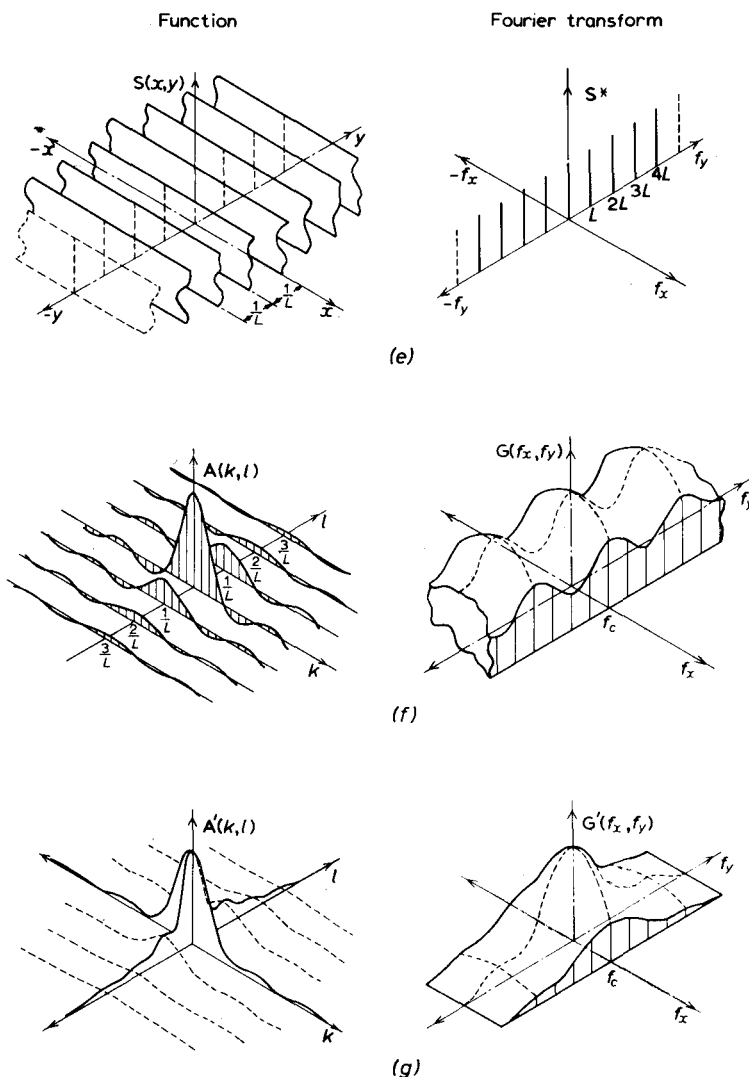 Function Fourier transform
S(x,y)
y
-x
-y
x
1/L 1/L
S*
f_y
-f_x
L 2L 3L 4L
-f_y
f_x
(e)
A(k,l)
l
3/L
2/L
1/L
1/L
2/L
3/L
k
G(f_x,f_y)
f_y
f_c
f_x
(f)
A'(k,l)
l
k
G'(f_x,f_y)
f_y
f_c
f_x
(g)